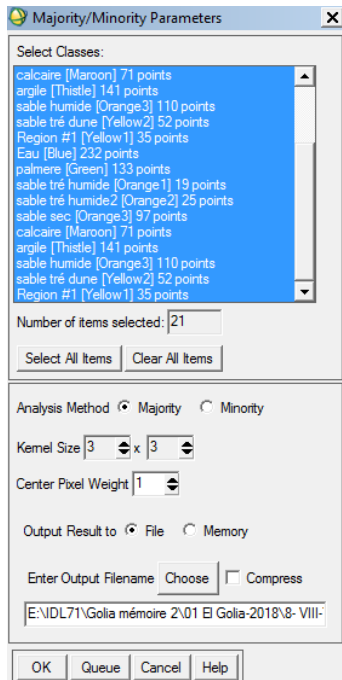 Majority/Minority Parameters
Select Classes:
calcaire [Maroon] 71 points
argile [Thistle] 141 points
sable humide [Orange3] 110 points
sable tré dune [Yellow2] 52 points
Region #1 [Yellow1] 35 points
Eau [Blue] 232 points
palmere [Green] 133 points
sable tré humide [Orange1] 19 points
sable tré humide2 [Orange2] 25 points
sable sec [Orange3] 97 points
calcaire [Maroon] 71 points
argile [Thistle] 141 points
sable humide [Orange3] 110 points
sable tré dune [Yellow2] 52 points
Region #1 [Yellow1] 35 points
Number of items selected: 21
Select All Items Clear All Items
Analysis Method Majority Minority
Kernel Size 3 x 3
Center Pixel Weight 1
Output Result to File Memory
Enter Output Filename Choose Compress
E:\IDL71\Golia mémoire 2\01 El Golia-2018\8- VIII-
OK Queue Cancel Help